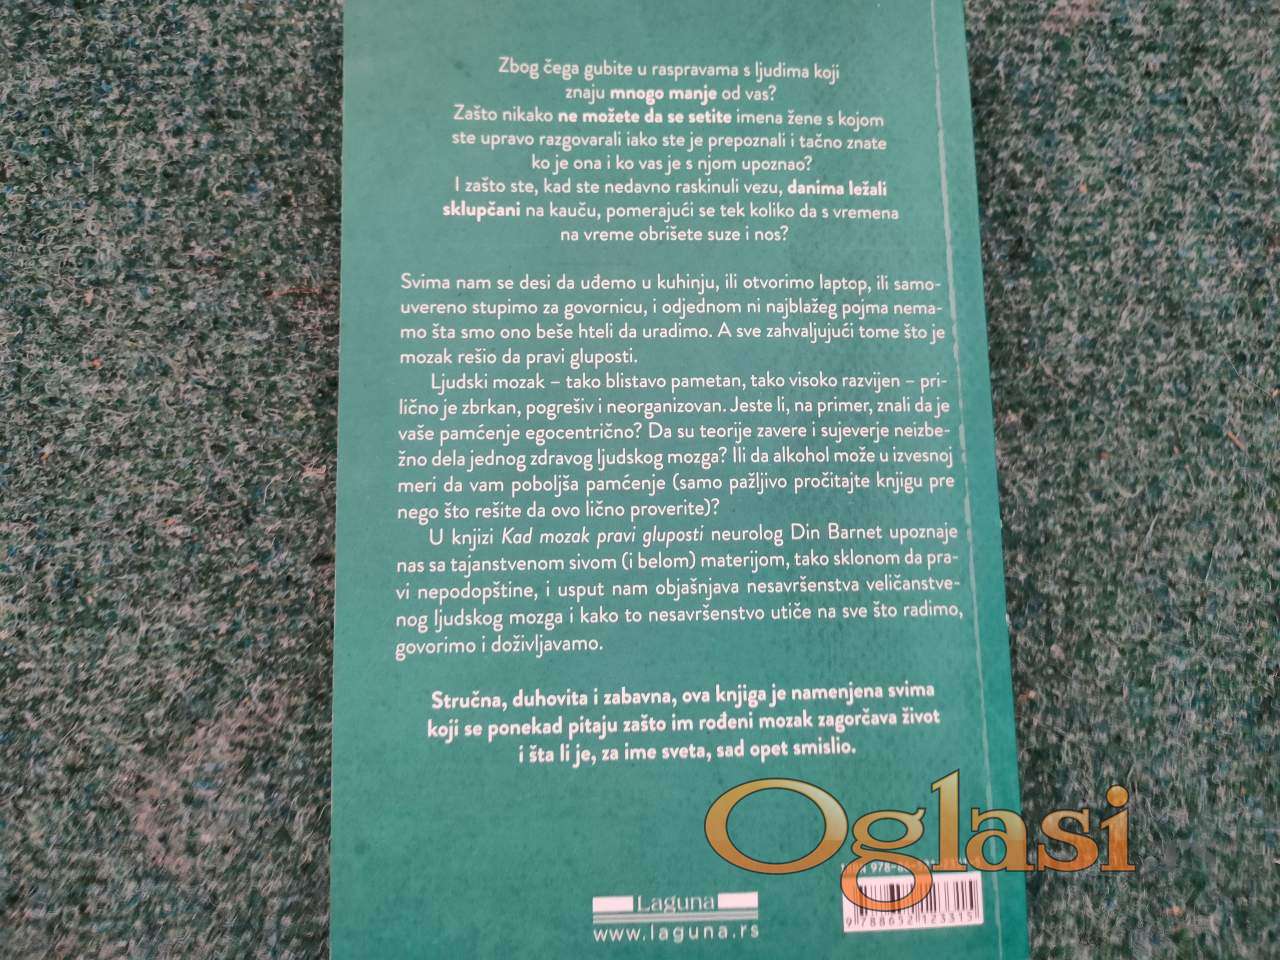 Zbog čega gubite u raspravama s ljudima koji
znaju mnogo manje od vas?
Zašto nikako ne možete da se setite imena žene s kojom
ste upravo razgovarali iako ste je prepoznali i tačno znate
ko je ona i ko vas je s njom upoznao?
I zašto ste, kad ste nedavno raskinuli vezu, danima ležali
sklupčani na kauču, pomerajući se tek koliko da s vremena
na vreme obrišete suze i nos?
Svima nam se desi da uđemo u kuhinju, ili otvorimo laptop, ili samo-
uvereno stupimo za govornicu, i odjednom ni najblažeg pojma nema-
mo šta smo ono beše hteli da uradimo. A sve zahvaljujući tome što je
mozak rešio da pravi gluposti.
Ljudski mozak – tako blistavo pametan, tako visoko razvijen – pri-
lično je zbrkan, pogrešiv i neorganizovan. Jeste li, na primer, znali da je
vaše pamćenje egocentrično? Da su teorije zavere i sujeverje neizbe-
žno dela jednog zdravog ljudskog mozga? Ili da alkohol može u izvesnoj
meri da vam poboljša pamćenje (samo pažljivo pročitajte knjigu pre
nego što rešite da ovo lično proverite)?
U knjizi Kad mozak pravi gluposti neurolog Din Barnet upoznaje
nas sa tajanstvenom sivom (i belom) materijom, tako sklonom da pra-
vi nepodopštine, i usput nam objašnjava nesavršenstva veličanstve-
nog ljudskog mozga i kako to nesavršenstvo utiče na sve što radimo,
govorimo i doživljavamo.
Stručna, duhovita i zabavna, ova knjiga je namenjena svima
koji se ponekad pitaju zašto im rođeni mozak zagorčava život
i šta li je, za ime sveta, sad opet smislio.
Oglasi
Laguna
www.laguna.rs
9 788652 123315